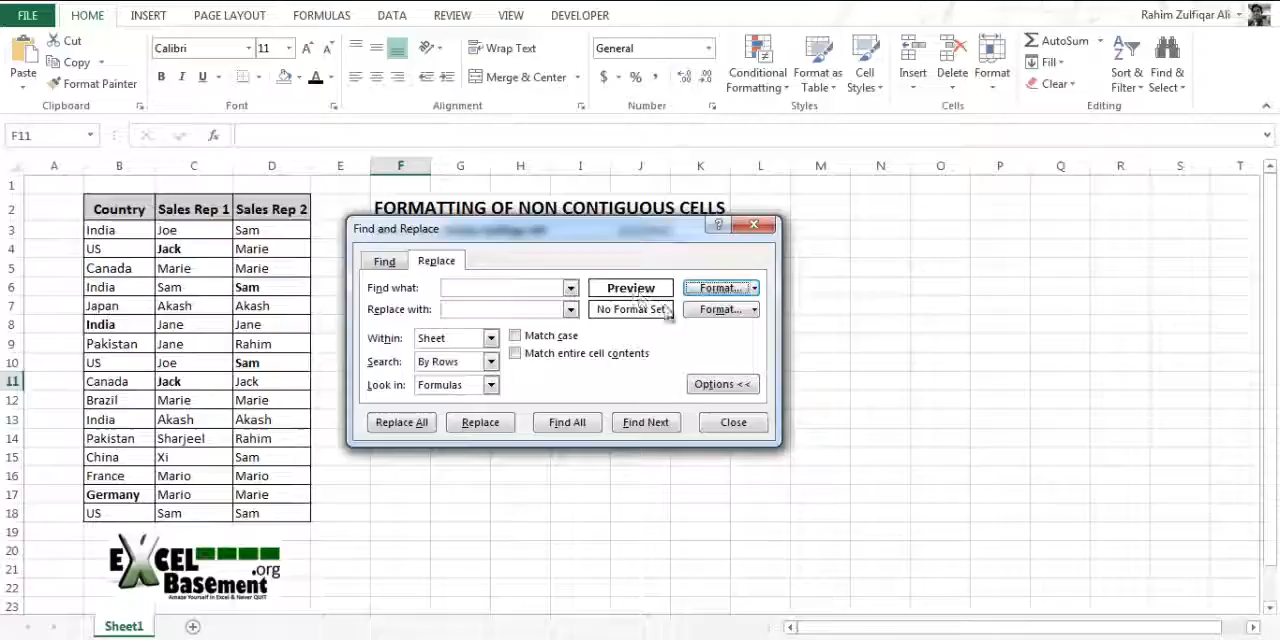 FILE HOME INSERT PAGE LAYOUT FORMULAS DATA REVIEW VIEW DEVELOPER Rahim Zulfiqar Ali
Paste
Cut
Copy
Format Painter
Clipboard
Calibri 11
B I U
Font
Wrap Text
Merge & Center
Alignment
General
$ % ,
Number
Conditional
Formatting
Format as
Table
Cell
Styles
Styles
Insert Delete Format
Cells
AutoSum
Fill
Clear
Sort &
Filter
Find &
Select
Editing
F11
fx
A B C D E F G H I J K L M N O P Q R S T
1
2 Country Sales Rep 1 Sales Rep 2 FORMATTING OF NON CONTIGUOUS CELLS
3 India Joe Sam
4 US Jack Marie
5 Canada Marie Marie
6 India Sam Sam
7 Japan Akash Akash
8 India Jane Jane
9 Pakistan Jane Rahim
10 US Joe Sam
11 Canada Jack Jack
12 Brazil Marie Marie
13 India Akash Akash
14 Pakistan Sharjeel Rahim
15 China Xi Sam
16 France Mario Mario
17 Germany Mario Marie
18 US Sam Sam
19
20
21
22
23
Find and Replace
?
Find Replace
Find what: Preview Format...
Replace with: No Format Set Format...
Within: Sheet Match case
Search: By Rows Match entire cell contents
Look in: Formulas
Options <<
Replace All Replace Find All Find Next Close
EXCEL
.org
Basement
Amaze Yourself in Excel & Never QUIT
Sheet1